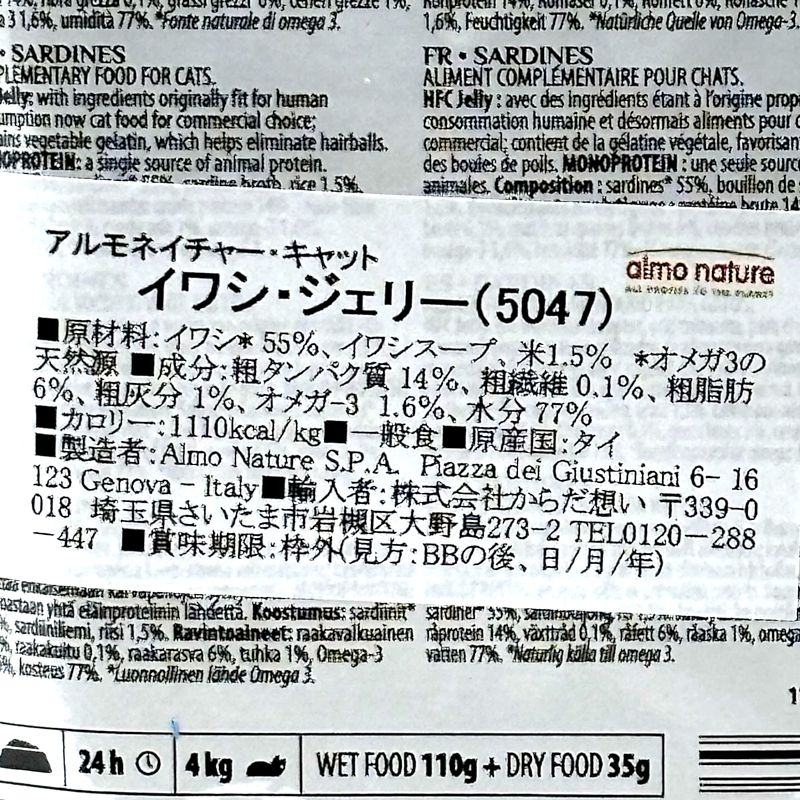 31,6%, umidità 77%. *Fonte naturale di omega 3.
1,6%, Feuchtigkeit 77%. *Natürliche Quelle von Omega-3.
• SARDINES
PLEMENTARY FOOD FOR CATS.
Jelly: with ingredients originally fit for human
umption now cat food for commercial choice;
ains vegetable gelatin, which helps eliminate hairballs.
OPROTEIN: a single source of animal protein.
sardine broth, rice 1.5%.
FR • SARDINES
ALIMENT COMPLÉMENTAIRE POUR CHATS.
HFC Jelly : avec des ingrédients étant à l'origine prop
consommation humaine et désormais aliments pour c
commercial; contient de la gélatine végétale, favorisan
des boules de poils. MONOPROTEIN : une seule source
animales. Composition : sardines* 55%, bouillon de
アルモネイチャー・キャット
イワシ・ジェリー(5047)
almo nature
■原材料:イワシ* 55%、イワシスープ、米1.5% *オメガ3の
天然源 ■成分:粗タンパク質 14%、粗繊維 0.1%、粗脂肪
6%、粗灰分 1%、オメガ-3 1.6%、水分 77%
■カロリー:1110kcal/kg■一般食■原産国:タイ
■製造者:Almo Nature S.P.A. Piazza dei Giustiniani 6- 16
123 Genova - Italy■輸入者:株式会社からだ想い 〒339-0
018 埼玉県さいたま市岩槻区大野島273-2 TEL0120-288
-447 ■賞味期限:枠外(見方:BBの後、日/月/年)
oastaan yhtä eläinproteiinin lähdettä. Koostumus: sardiinit*
%, sardiiniliemi, riisi 1,5%. Ravintoaineet: raakavalkuainen
%, raakakuitu 0,1%, raakarasva 6%, tuhka 1%, Omega-3
%, kosteus 77%. *Luonnollinen lähde Omega 3.
råprotein 14%, växttråd 0,1%, råfett 6%, råaska 1%, omega
vatten 77%. *Naturlig källa till omega 3.
24h 4kg WET FOOD 110g + DRY FOOD 35g